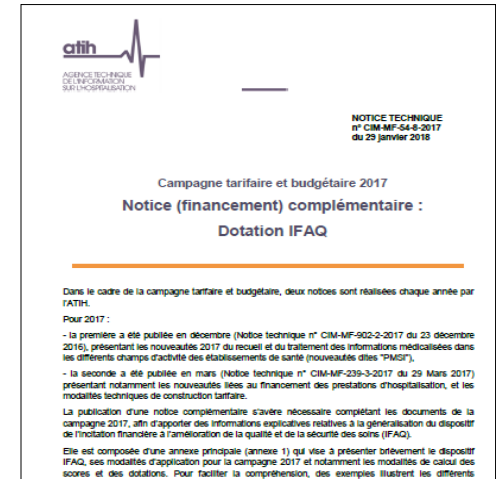 atih
AGENCE TECHNIQUE
DE L'INFORMATION
SUR L'HOSPITALISATION
NOTICE TECHNIQUE
n° CIM-MF-54-8-2017
du 29 janvier 2018
Campagne tarifaire et budgétaire 2017
Notice (financement) complémentaire :
Dotation IFAQ
Dans le cadre de la campagne tarifaire et budgétaire, deux notices sont réalisées chaque année par
l'ATIH.
Pour 2017 :
- la première a été publiée en décembre (Notice technique n° CIM-MF-902-2-2017 du 23 décembre
2016), présentant les nouveautés 2017 du recueil et du traitement des informations médicalisées dans
les différents champs d'activité des établissements de santé (nouveautés dites "PMSI"),
- la seconde a été publiée en mars (Notice technique n° CIM-MF-239-3-2017 du 29 Mars 2017)
présentant notamment les nouveautés liées au financement des prestations d'hospitalisation, et les
modalités techniques de construction tarifaire.
La publication d'une notice complémentaire s'avère nécessaire complétant les documents de la
campagne 2017, afin d'apporter des informations explicatives relatives à la généralisation du dispositif
de l'incitation financière à l'amélioration de la qualité et de la sécurité des soins (IFAQ).
Elle est composée d'une annexe principale (annexe 1) qui vise à présenter brièvement le dispositif
IFAQ, ses modalités d'application pour la campagne 2017 et notamment les modalités de calcul des
scores et des dotations. Pour faciliter la compréhension, des exemples illustrent les différents